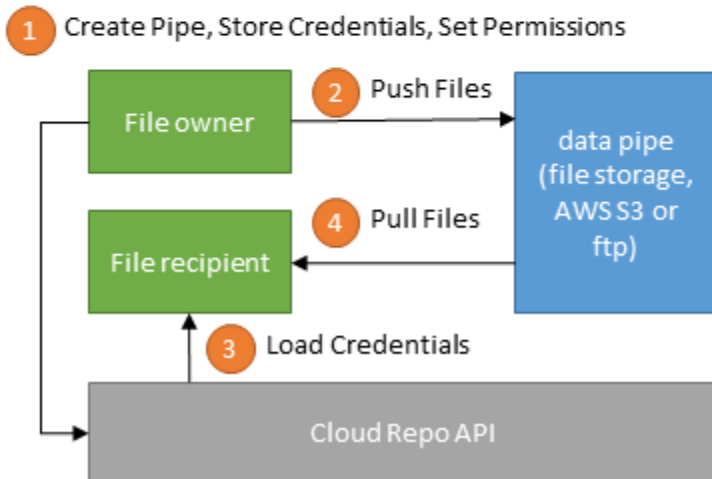 1 Create Pipe, Store Credentials, Set Permissions
File owner
2 Push Files
data pipe
(file storage,
AWS S3 or
ftp)
File recipient
4 Pull Files
3 Load Credentials
Cloud Repo API